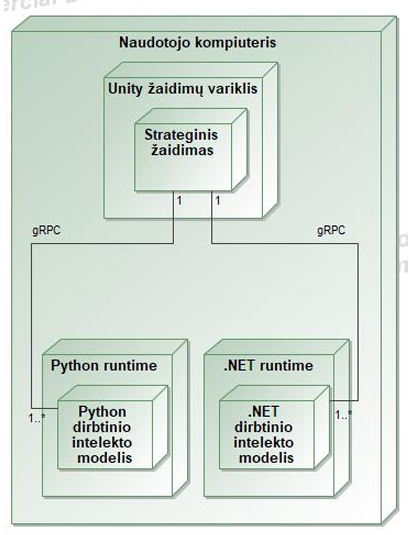 Naudotojo kompiuteris
Unity žaidimų variklis
Strateginis
žaidimas
1
1
gRPC
gRPC
Python runtime
.NET runtime
Python
dirbtinio
intelekto
modelis
.NET
dirbtinio
intelekto
modelis
1..*
1..*